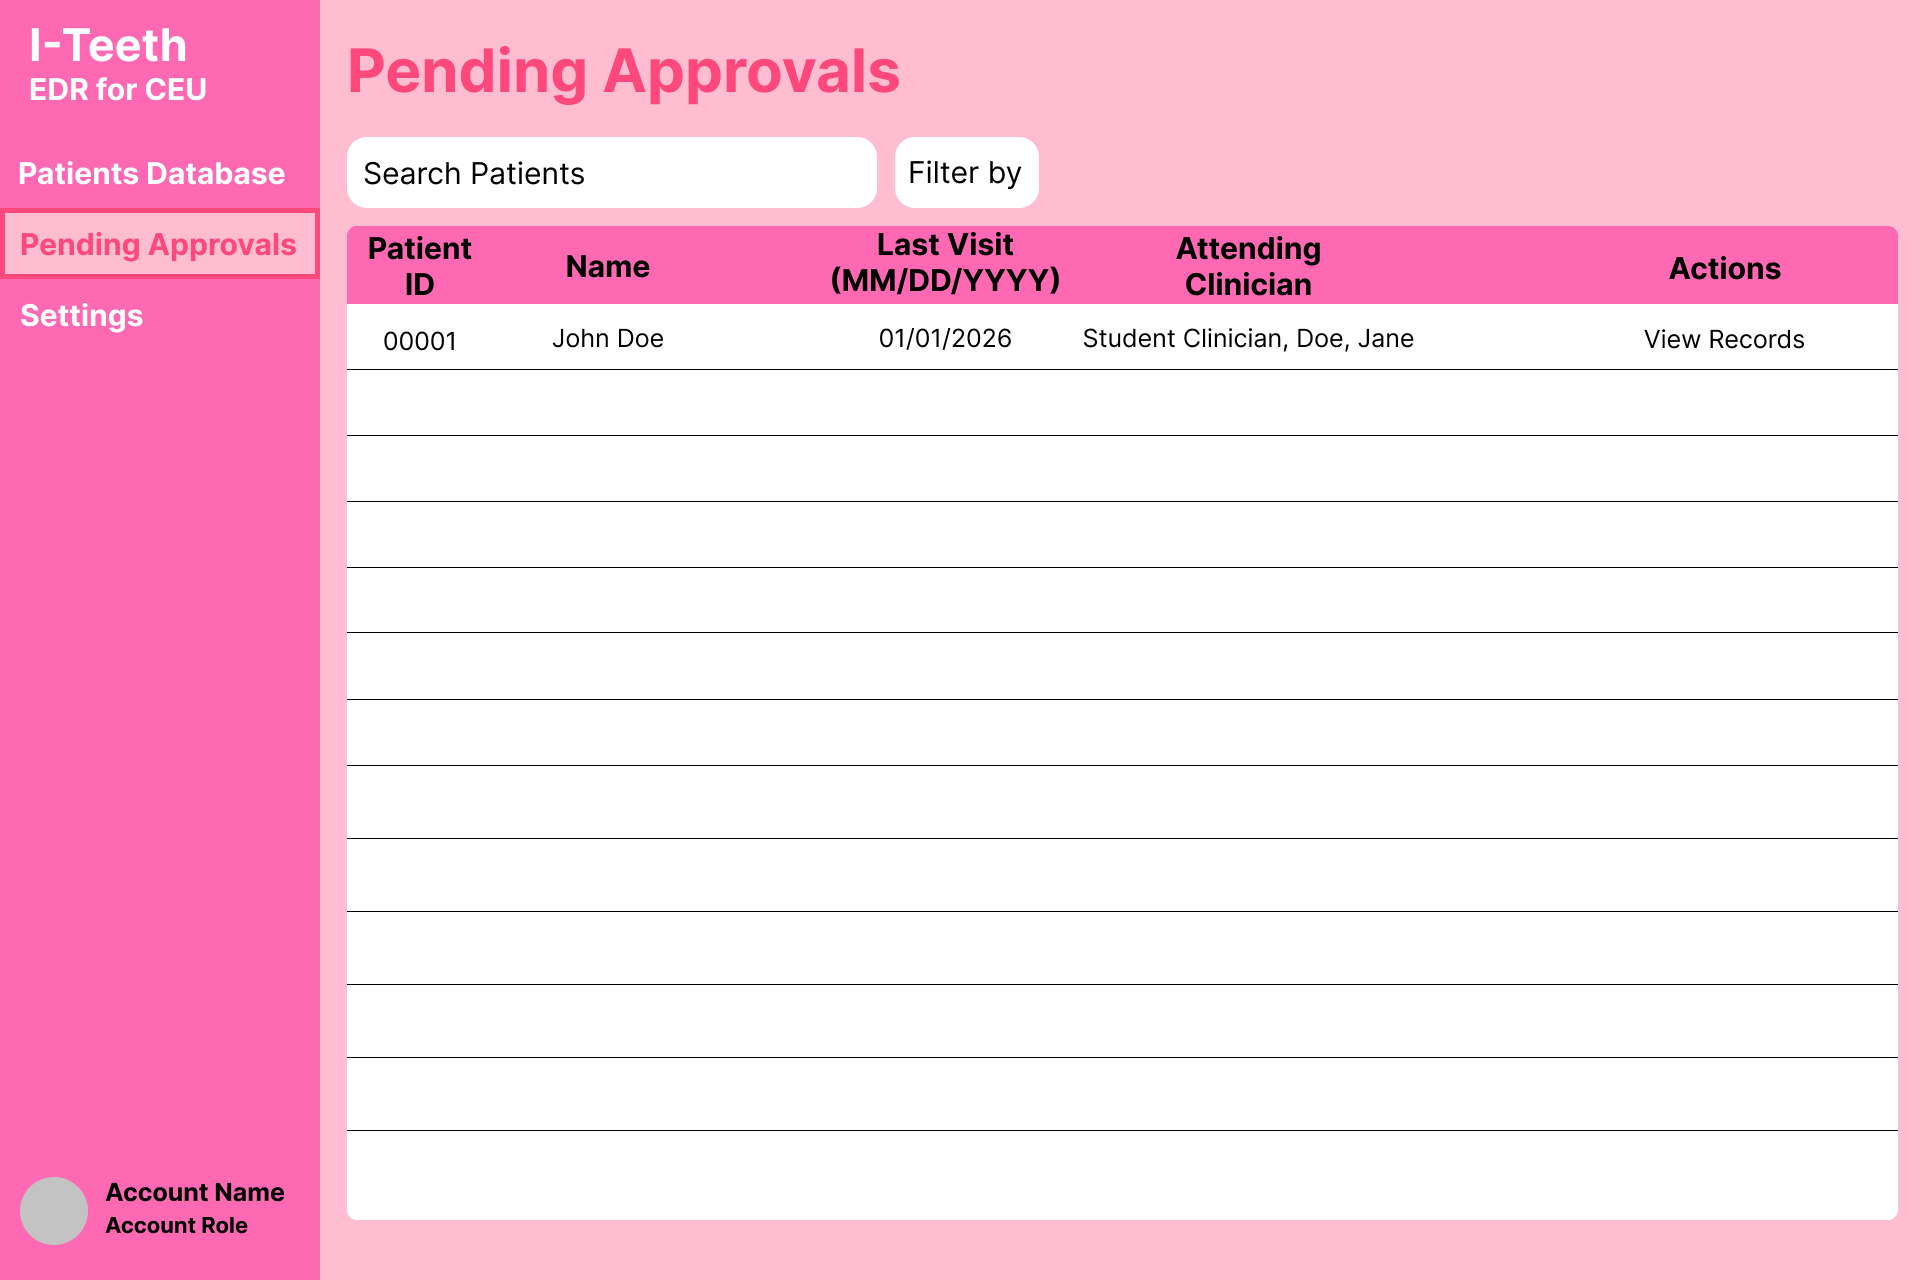 I-Teeth
EDR for CEU
Patients Database
Pending Approvals
Settings
Account Name
Account Role
Pending Approvals
Search Patients
Filter by
Patient
ID
Name
Last Visit
(MM/DD/YYYY)
Attending
Clinician
Actions
00001
John Doe
01/01/2026
Student Clinician, Doe, Jane
View Records